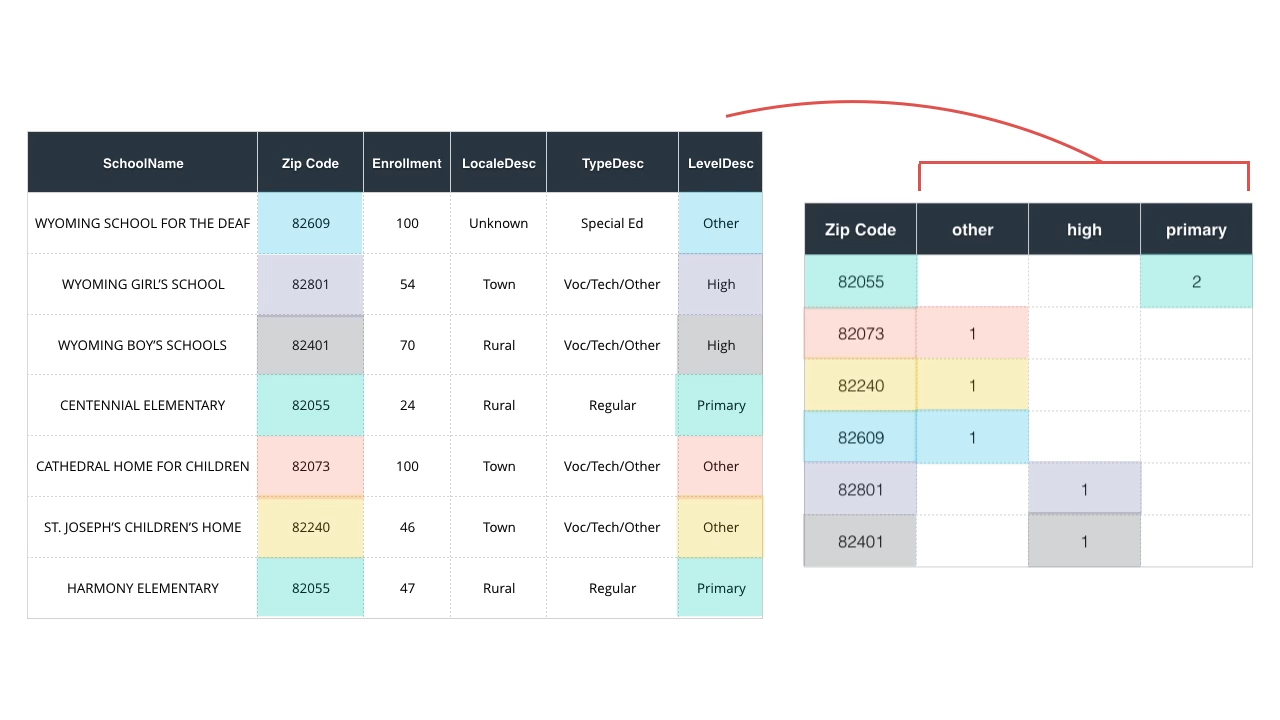 SchoolName Zip Code Enrollment LocaleDesc TypeDesc LevelDesc
WYOMING SCHOOL FOR THE DEAF 82609 100 Unknown Special Ed Other
WYOMING GIRL’S SCHOOL 82801 54 Town Voc/Tech/Other High
WYOMING BOY’S SCHOOLS 82401 70 Rural Voc/Tech/Other High
CENTENNIAL ELEMENTARY 82055 24 Rural Regular Primary
CATHEDRAL HOME FOR CHILDREN 82073 100 Town Voc/Tech/Other Other
ST. JOSEPH’S CHILDREN’S HOME 82240 46 Town Voc/Tech/Other Other
HARMONY ELEMENTARY 82055 47 Rural Regular Primary
Zip Code other high primary
82055 2
82073 1
82240 1
82609 1
82801 1
82401 1